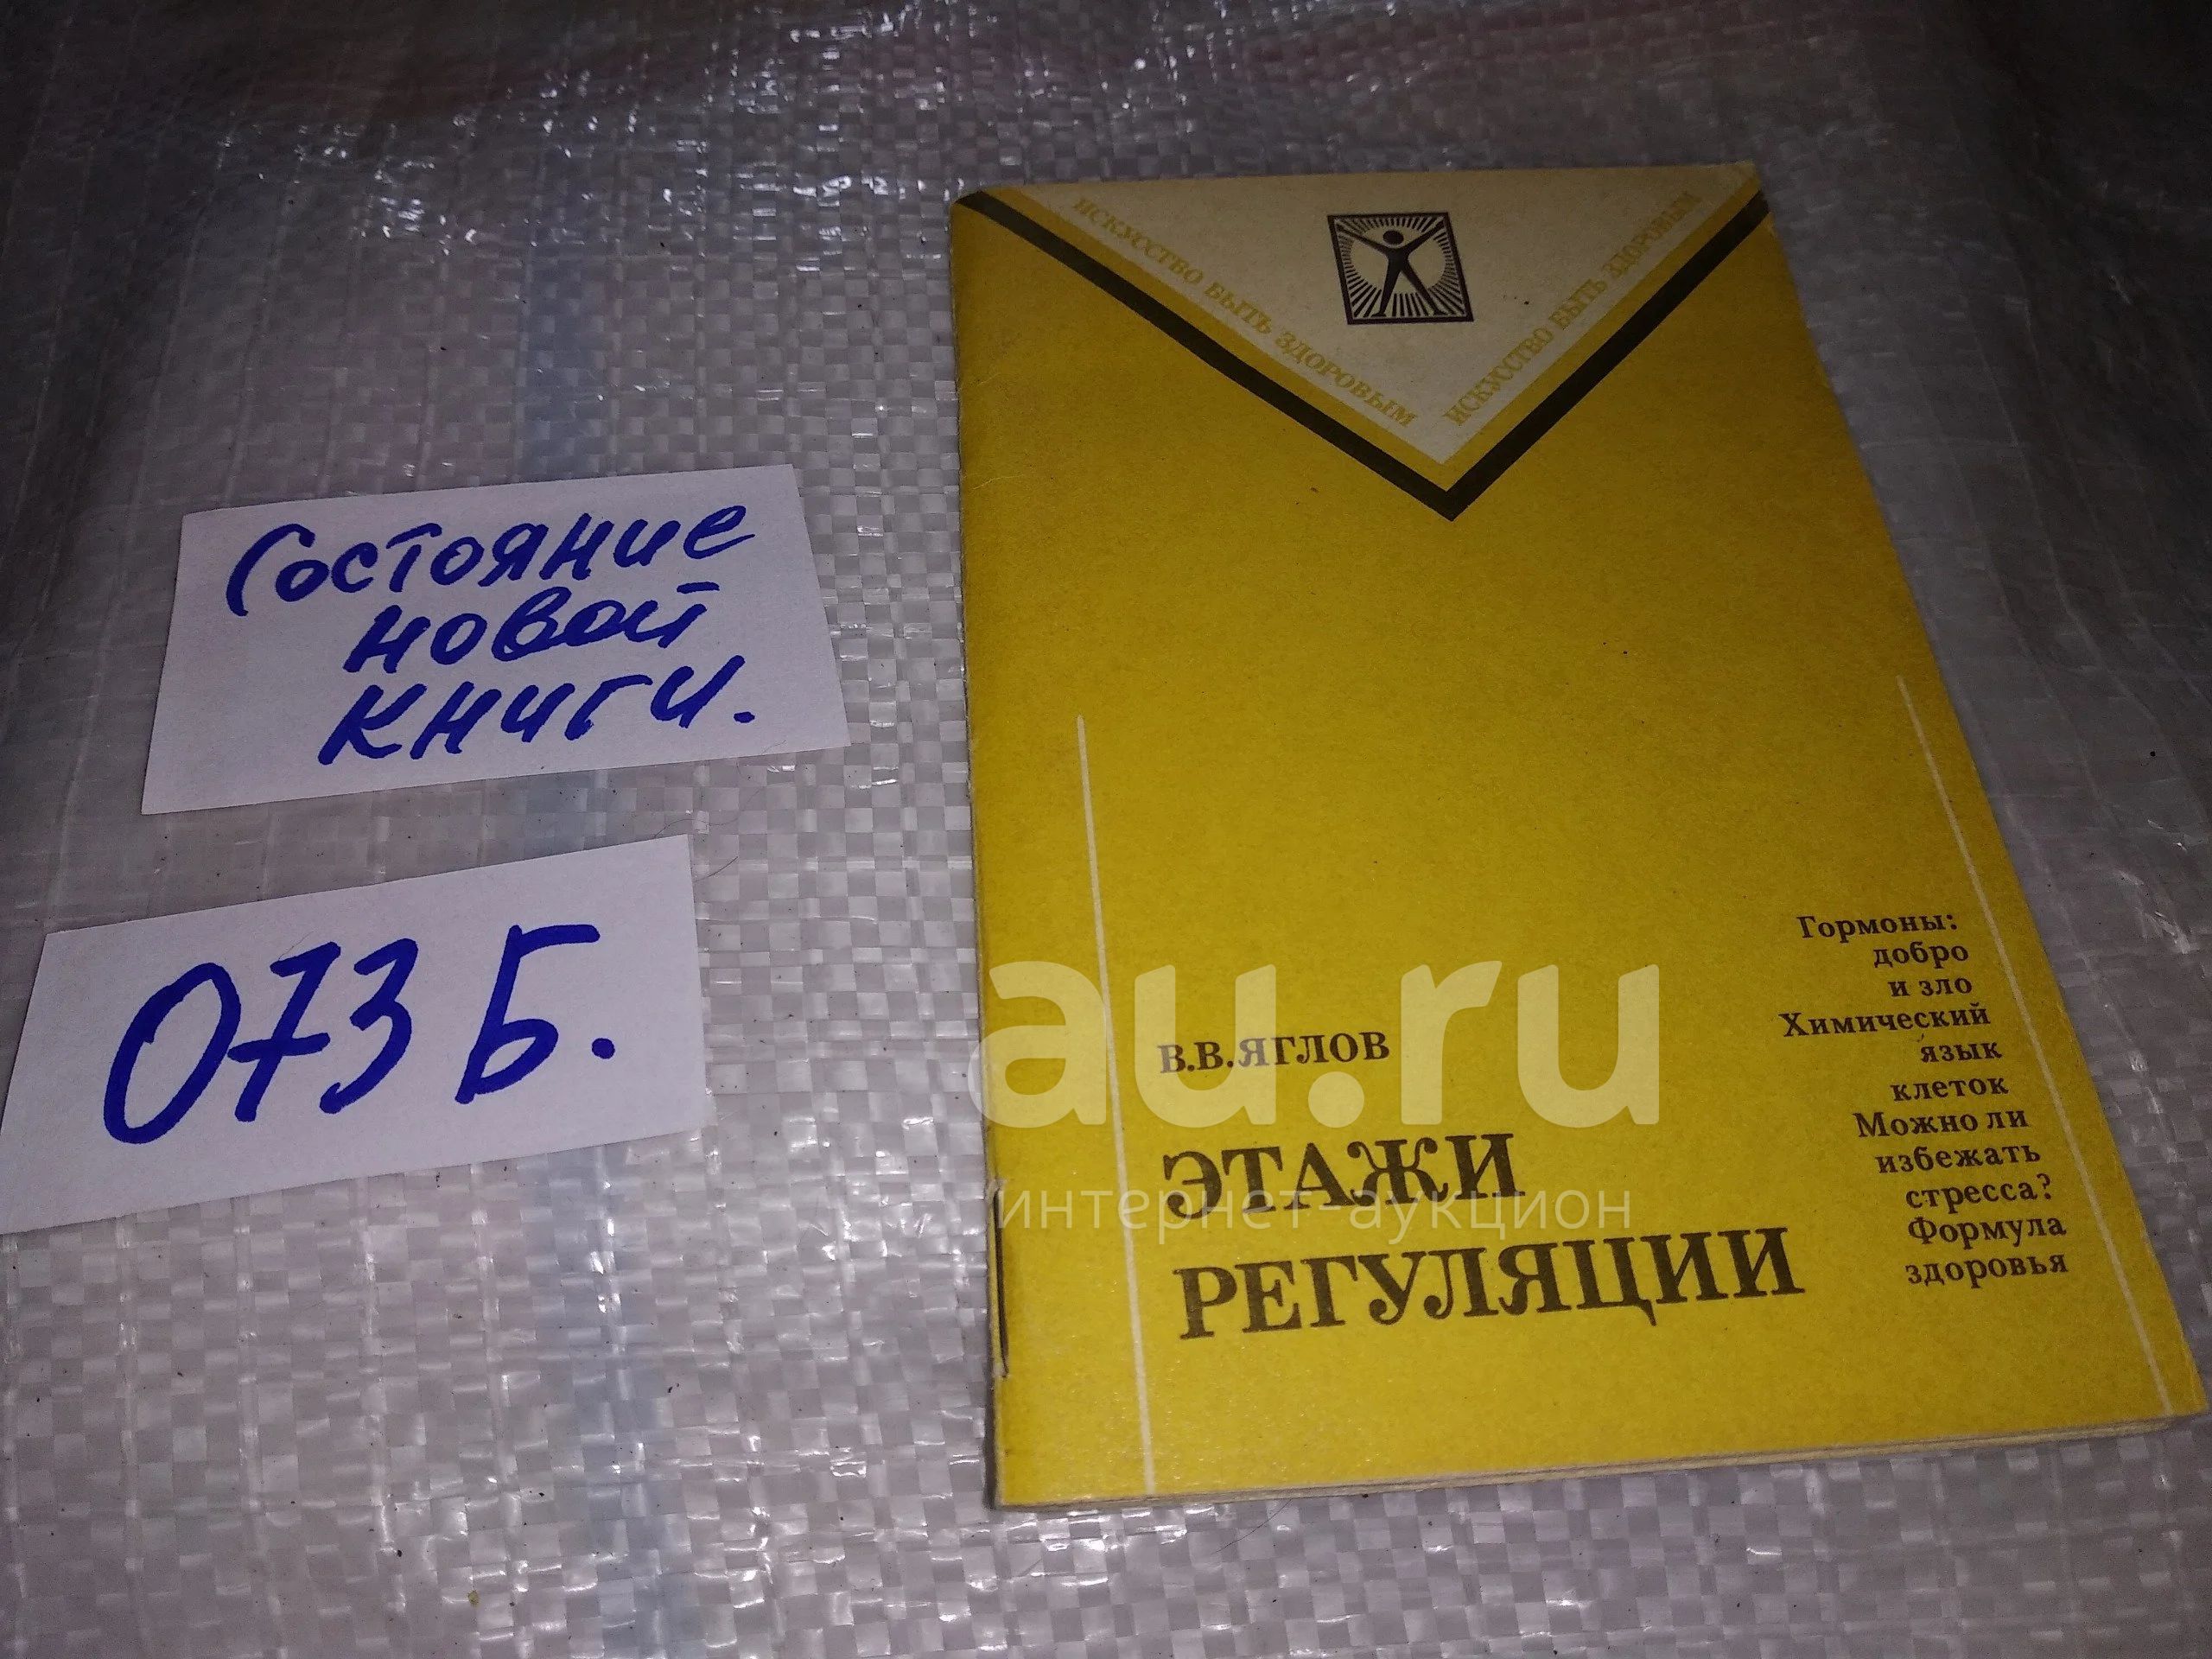 Состояние
новой
книги.
073 Б.
ИСКУССТВО БЫТЬ ЗДОРОВЫМ
ИСКУССТВО БЫТЬ ЗДОРОВЫМ
В.В.ЯГЛОВ
ЭТАЖИ
РЕГУЛЯЦИИ
Гормоны:
добро
и зло
Химический
язык
клеток
Можно ли
избежать
стресса?
Формула
здоровья
au.ru
интернет-аукцион